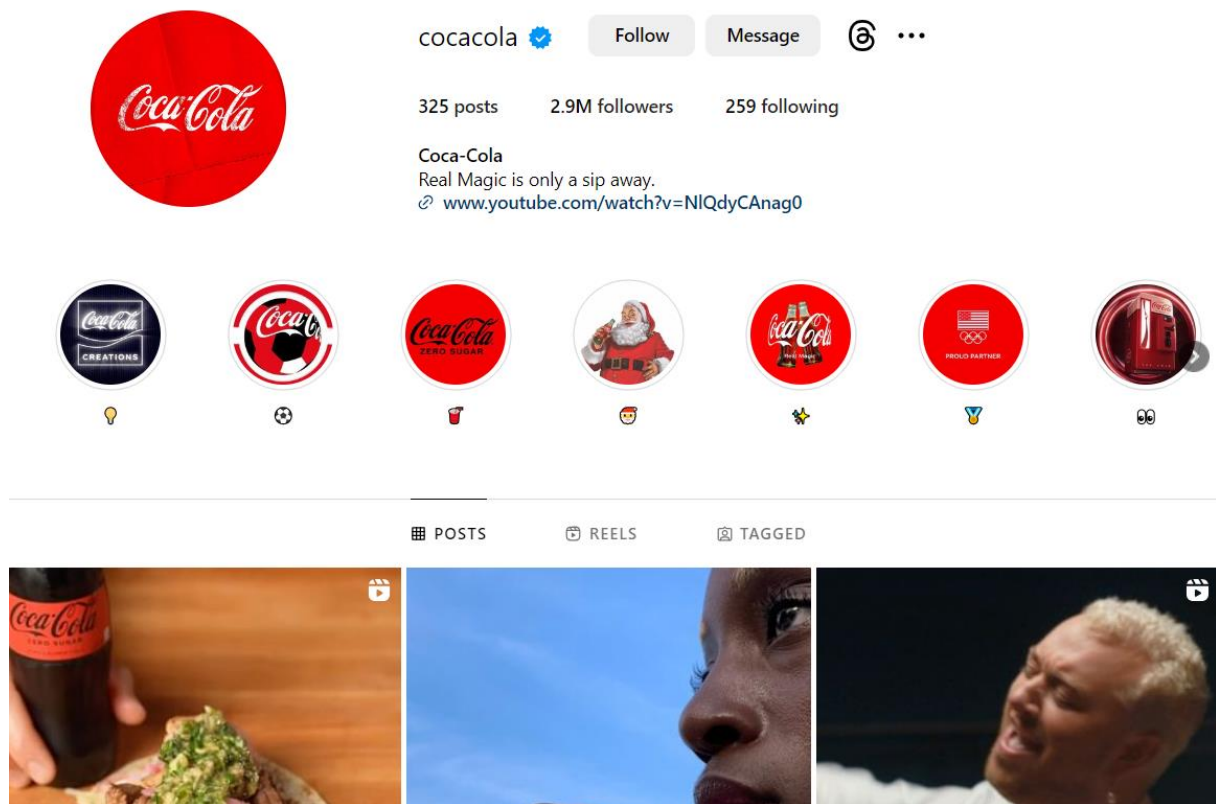 Coca-Cola
cocacola
Follow
Message
325 posts
2.9M followers
259 following
Coca-Cola
Real Magic is only a sip away.
www.youtube.com/watch?v=NlQdyCAnag0
Coca-Cola
CREATIONS
Coca-Cola
Coca-Cola
ZERO SUGAR
Coca-Cola
Real Magic
PROUD PARTNER
POSTS
REELS
TAGGED
Coca-Cola
ZERO SUGAR